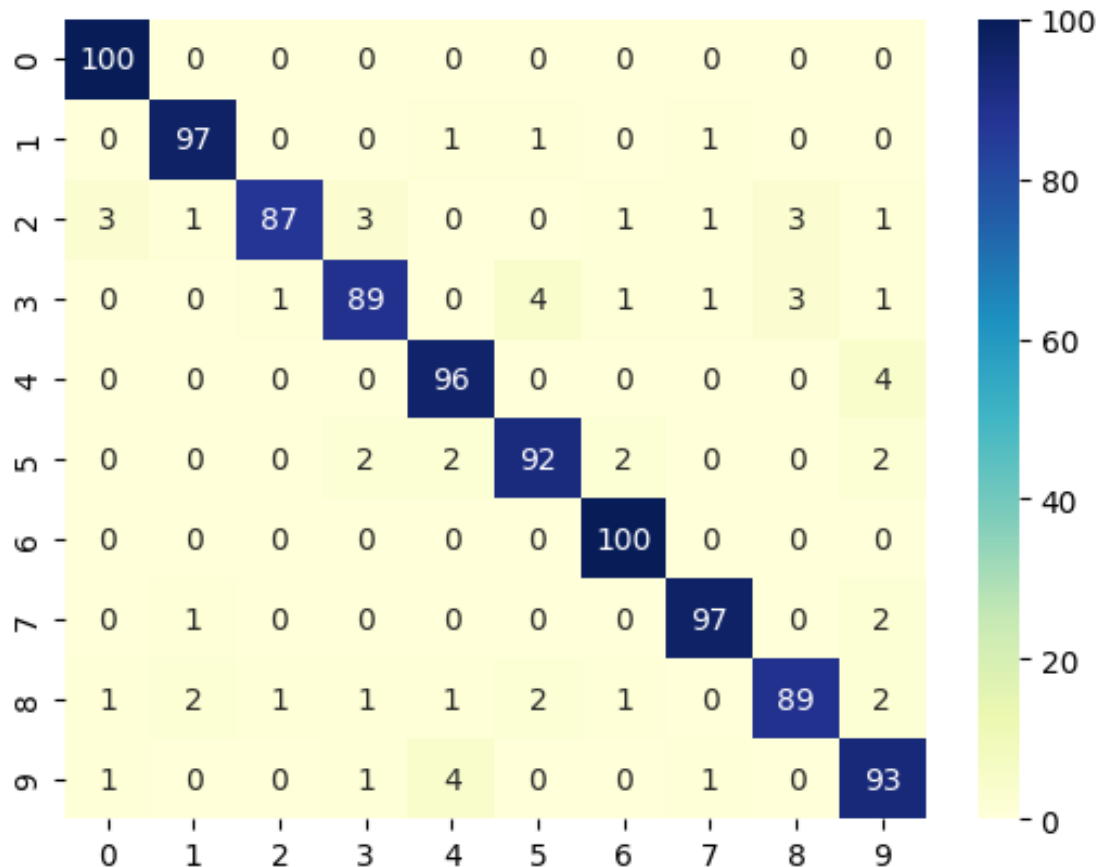 0 100 0 0 0 0 0 0 0 0 0
1 0 97 0 0 1 1 0 1 0 0
2 3 1 87 3 0 0 1 1 3 1
3 0 0 1 89 0 4 1 1 3 1
4 0 0 0 0 96 0 0 0 0 4
5 0 0 0 2 2 92 2 0 0 2
6 0 0 0 0 0 0 100 0 0 0
7 0 1 0 0 0 0 0 97 0 2
8 1 2 1 1 1 2 1 0 89 2
9 1 0 0 1 4 0 0 1 0 93
0 1 2 3 4 5 6 7 8 9
100
80
60
40
20
0